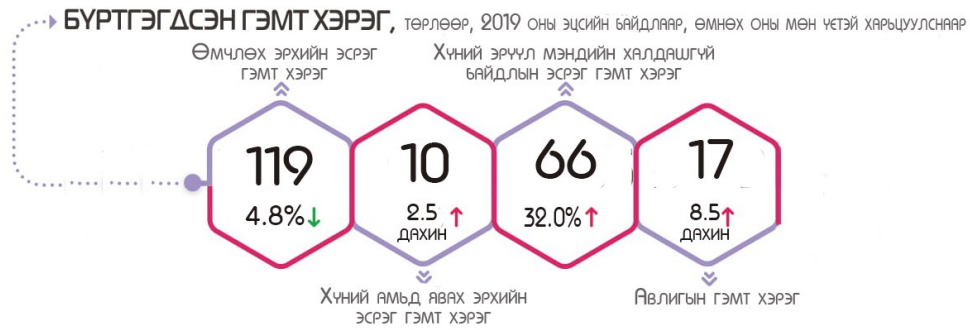 БҮРТГЭГДСЭН ГЭМТ ХЭРЭГ, ТӨРЛӨӨР, 2019 ОНЫ ЭЦСИЙН БАЙДЛААР, ӨМНӨХ ОНЫ МӨН ҮЕТЭЙ ХАРЬЦУУЛСНААР
ӨМЧЛӨХ ЭРХИЙН ЭСРЭГ
ГЭМТ ХЭРЭГ
ХҮНИЙ ЭРҮҮЛ МЭНДИЙН ХАЛДАШГҮЙ
БАЙДЛЫН ЭСРЭГ ГЭМТ ХЭРЭГ
119
4.8%↓
10
2.5 ↑
ДАХИН
66
32.0%↑
17
8.5↑
ДАХИН
ХҮНИЙ АМЬД ЯВАХ ЭРХИЙН
ЭСРЭГ ГЭМТ ХЭРЭГ
АВЛИГЫН ГЭМТ ХЭРЭГ